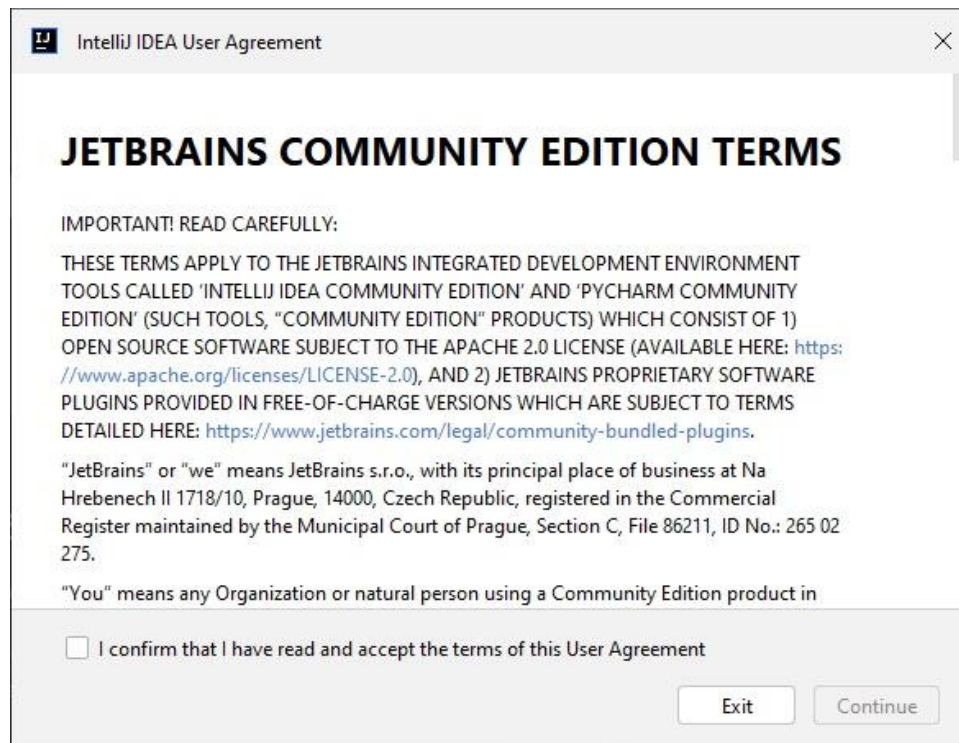 IJ
IntelliJ IDEA User Agreement
JETBRAINS COMMUNITY EDITION TERMS
IMPORTANT! READ CAREFULLY:
THESE TERMS APPLY TO THE JETBRAINS INTEGRATED DEVELOPMENT ENVIRONMENT
TOOLS CALLED 'INTELLIJ IDEA COMMUNITY EDITION' AND 'PYCHARM COMMUNITY
EDITION' (SUCH TOOLS, “COMMUNITY EDITION” PRODUCTS) WHICH CONSIST OF 1)
OPEN SOURCE SOFTWARE SUBJECT TO THE APACHE 2.0 LICENSE (AVAILABLE HERE: https:
//www.apache.org/licenses/LICENSE-2.0), AND 2) JETBRAINS PROPRIETARY SOFTWARE
PLUGINS PROVIDED IN FREE-OF-CHARGE VERSIONS WHICH ARE SUBJECT TO TERMS
DETAILED HERE: https://www.jetbrains.com/legal/community-bundled-plugins.
“JetBrains” or “we” means JetBrains s.r.o., with its principal place of business at Na
Hrebenech II 1718/10, Prague, 14000, Czech Republic, registered in the Commercial
Register maintained by the Municipal Court of Prague, Section C, File 86211, ID No.: 265 02
275.
“You” means any Organization or natural person using a Community Edition product in
I confirm that I have read and accept the terms of this User Agreement
Exit
Continue